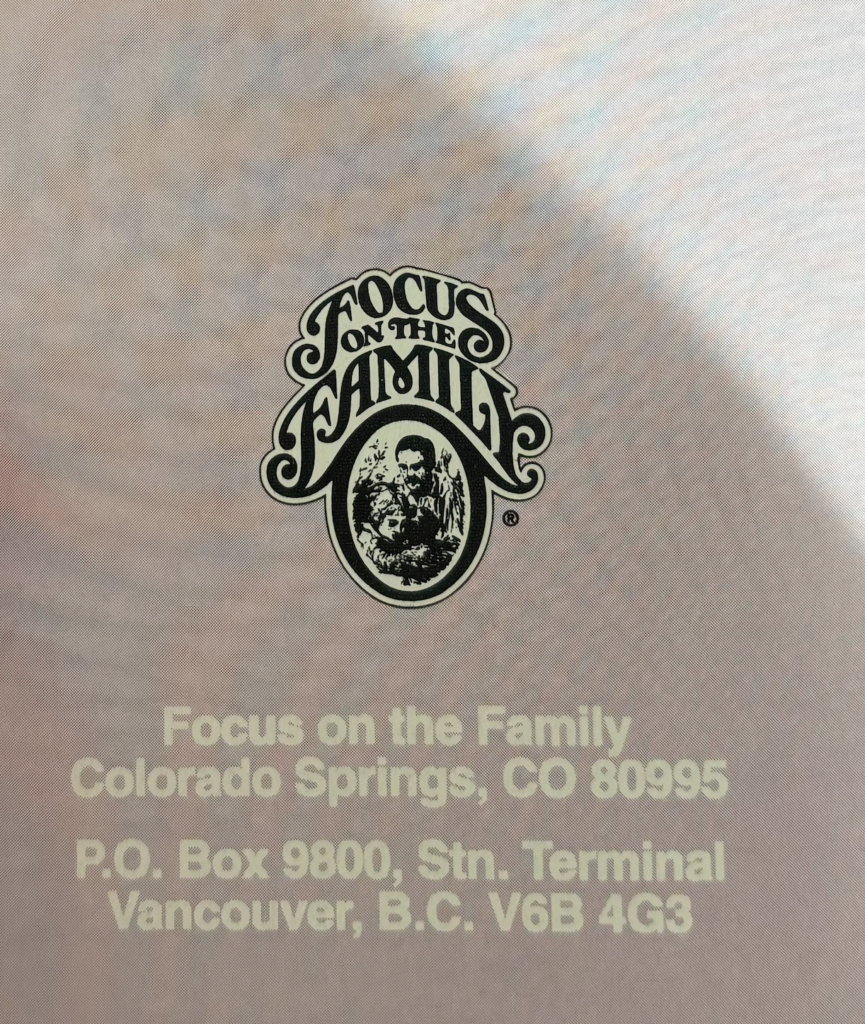 FOCUS
ON THE
FAMILY
®
Focus on the Family
Colorado Springs, CO 80995
P.O. Box 9800, Stn. Terminal
Vancouver, B.C. V6B 4G3